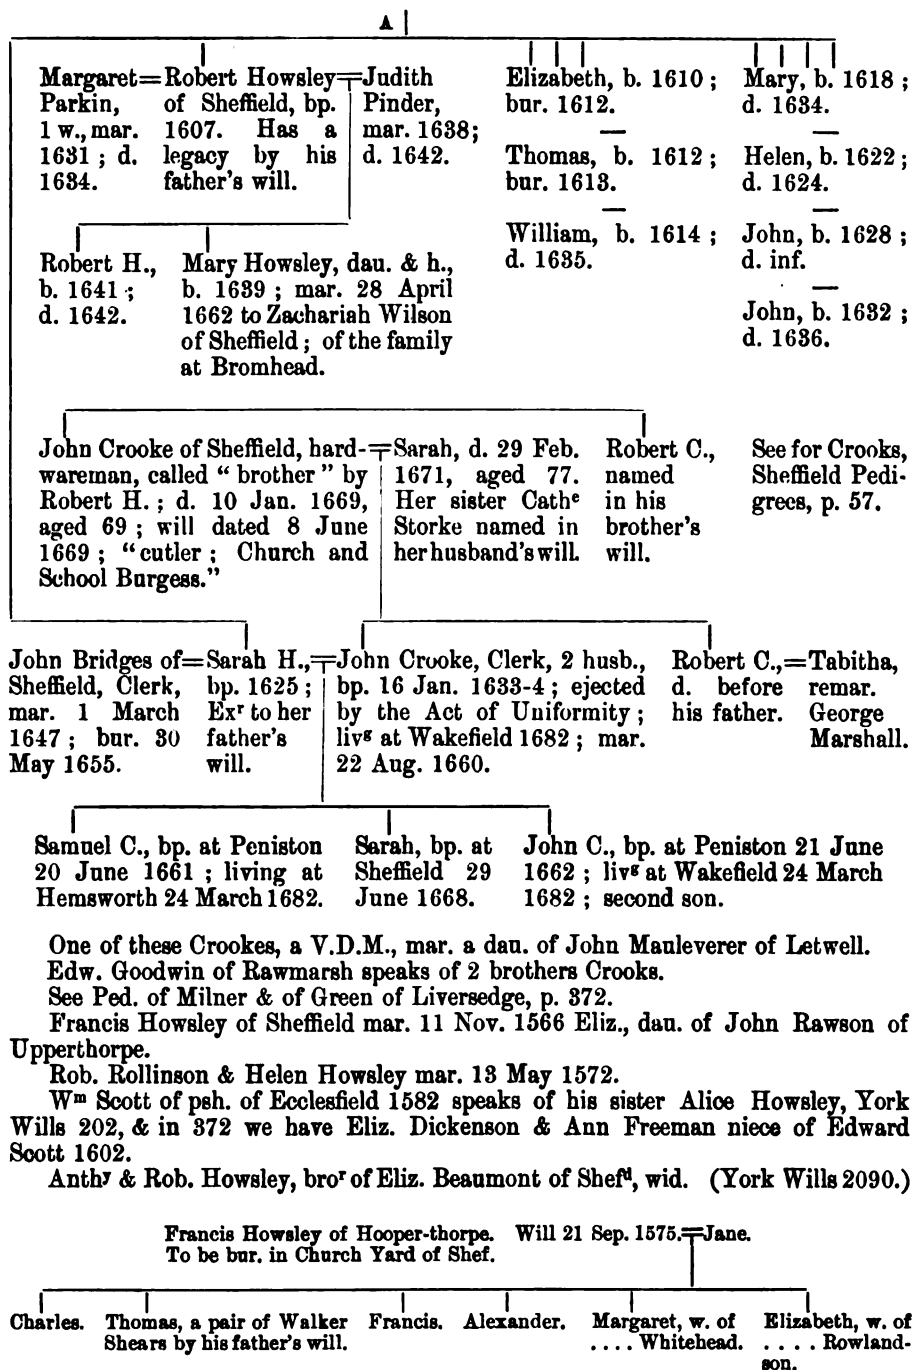 A
Margaret=
Parkin,
1 w., mar.
1631 ; d.
1634.
Robert Howsley=
of Sheffield, bp.
1607. Has a
legacy by his
father's will.
Judith
Pinder,
mar. 1638;
d. 1642.
Elizabeth, b. 1610 ;
bur. 1612.
—
Thomas, b. 1612 ;
bur. 1613.
—
William, b. 1614 ;
d. 1635.
Mary, b. 1618 ;
d. 1634.
—
Helen, b. 1622 ;
d. 1624.
—
John, b. 1628 ;
d. inf.
—
John, b. 1632 ;
d. 1636.
Robert H.,
b. 1641 ;
d. 1642.
Mary Howsley, dau. & h.,
b. 1639 ; mar. 28 April
1662 to Zachariah Wilson
of Sheffield ; of the family
at Bromhead.
John Crooke of Sheffield, hard-=
wareman, called “ brother ” by
Robert H. ; d. 10 Jan. 1669,
aged 69 ; will dated 8 June
1669 ; “cutler ; Church and
School Burgess.”
Sarah, d. 29 Feb.
1671, aged 77.
Her sister Cathᵉ
Storke named in
her husband's will.
Robert C.,
named
in his
brother's
will.
See for Crooks,
Sheffield Pedi-
grees, p. 57.
John Bridges of=
Sheffield, Clerk,
mar. 1 March
1647 ; bur. 30
May 1655.
Sarah H.,=
bp. 1625 ;
Exʳ to her
father's
will.
John Crooke, Clerk, 2 husb.,
bp. 16 Jan. 1633-4 ; ejected
by the Act of Uniformity ;
livᵍ at Wakefield 1682 ; mar.
22 Aug. 1660.
Robert C.,=
d. before
his father.
Tabitha,
remar.
George
Marshall.
Samuel C., bp. at Peniston
20 June 1661 ; living at
Hemsworth 24 March 1682.
Sarah, bp. at
Sheffield 29
June 1668.
John C., bp. at Peniston 21 June
1662 ; livᵍ at Wakefield 24 March
1682 ; second son.
One of these Crookes, a V.D.M., mar. a dau. of John Mauleverer of Letwell.
Edw. Goodwin of Rawmarsh speaks of 2 brothers Crooks.
See Ped. of Milner & of Green of Liversedge, p. 372.
Francis Howsley of Sheffield mar. 11 Nov. 1566 Eliz., dau. of John Rawson of
Upperthorpe.
Rob. Rollinson & Helen Howsley mar. 13 May 1572.
Wᵐ Scott of psh. of Ecclesfield 1582 speaks of his sister Alice Howsley, York
Wills 202, & in 372 we have Eliz. Dickenson & Ann Freeman niece of Edward
Scott 1602.
Anthʸ & Rob. Howsley, broʳ of Eliz. Beaumont of Shefᵈ, wid. (York Wills 2090.)
Francis Howsley of Hooper-thorpe. Will 21 Sep. 1575.=Jane.
To be bur. in Church Yard of Shef.
Charles.
Thomas, a pair of Walker
Shears by his father's will.
Francis.
Alexander.
Margaret, w. of
. . . . Whitehead.
Elizabeth, w. of
. . . . Rowland-
son.